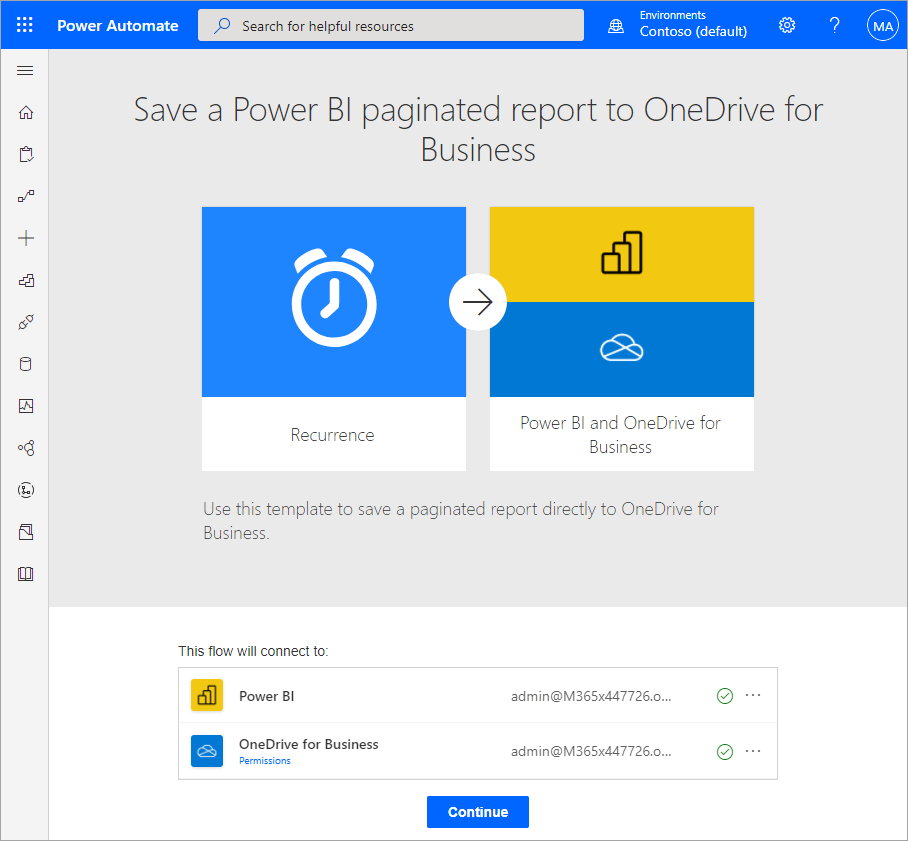 Power Automate
Search for helpful resources
Environments
Contoso (default)
?
MA
Save a Power BI paginated report to OneDrive for
Business
Recurrence
Power BI and OneDrive for
Business
Use this template to save a paginated report directly to OneDrive for
Business.
This flow will connect to:
Power BI
admin@M365x447726.o...
OneDrive for Business
Permissions
admin@M365x447726.o...
Continue